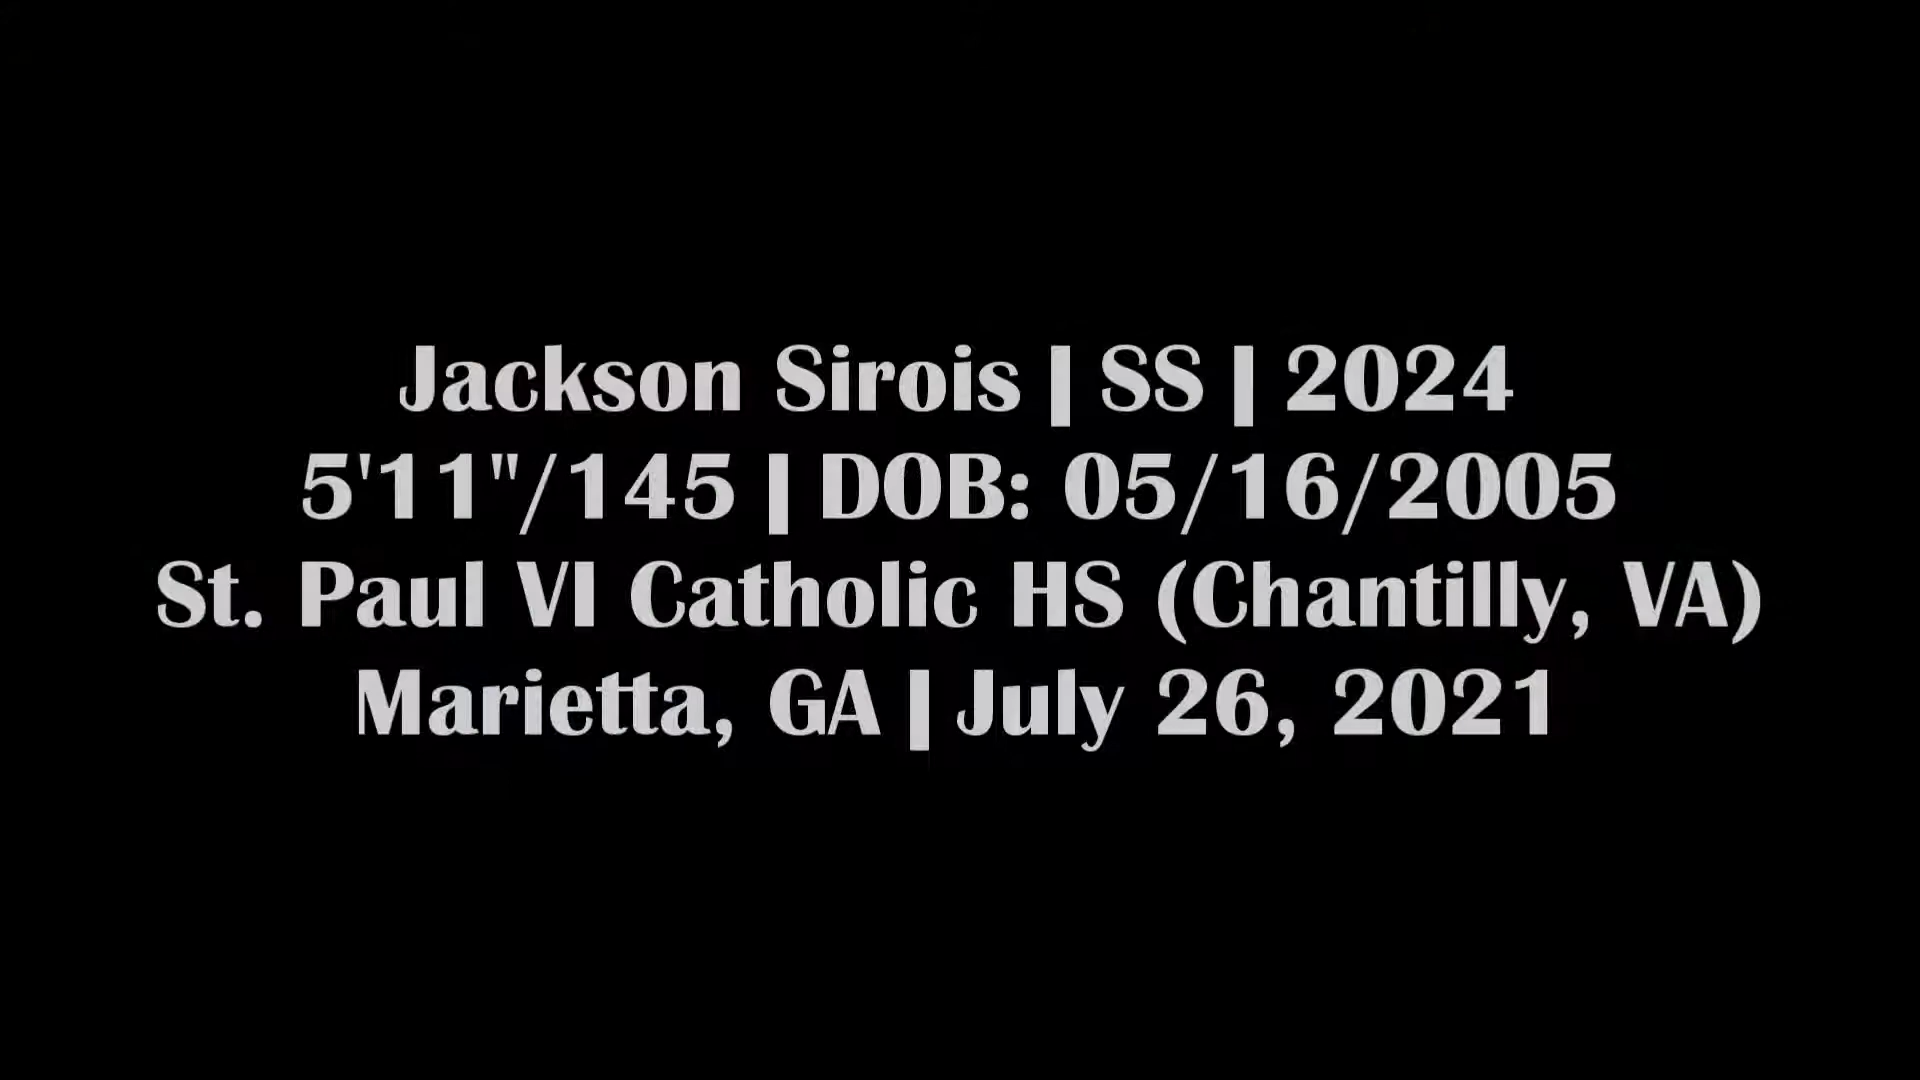 Jackson Sirois | SS | 2024
5'11"/145 | DOB: 05/16/2005
St. Paul VI Catholic HS (Chantilly, VA)
Marietta, GA | July 26, 2021